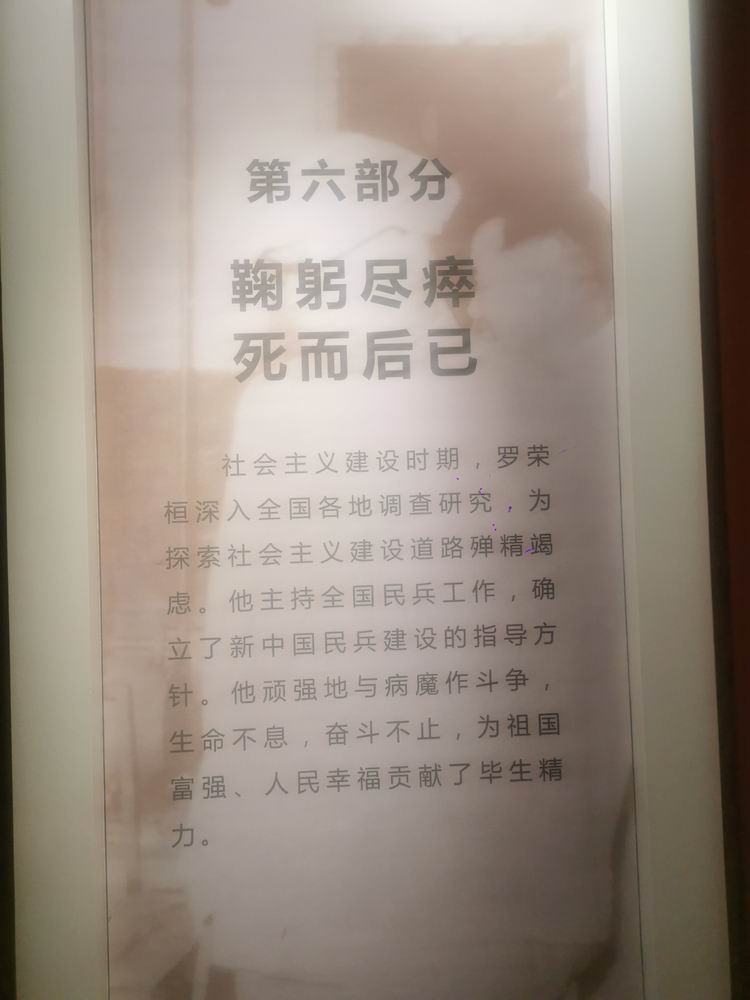 第六部分
鞠躬尽瘁
死而后已
社会主义建设时期，罗荣
桓深入全国各地调查研究，为
探索社会主义建设道路殚精竭
虑。他主持全国民兵工作，确
立了新中国民兵建设的指导方
针。他顽强地与病魔作斗争，
生命不息，奋斗不止，为祖国
富强、人民幸福贡献了毕生精
力。